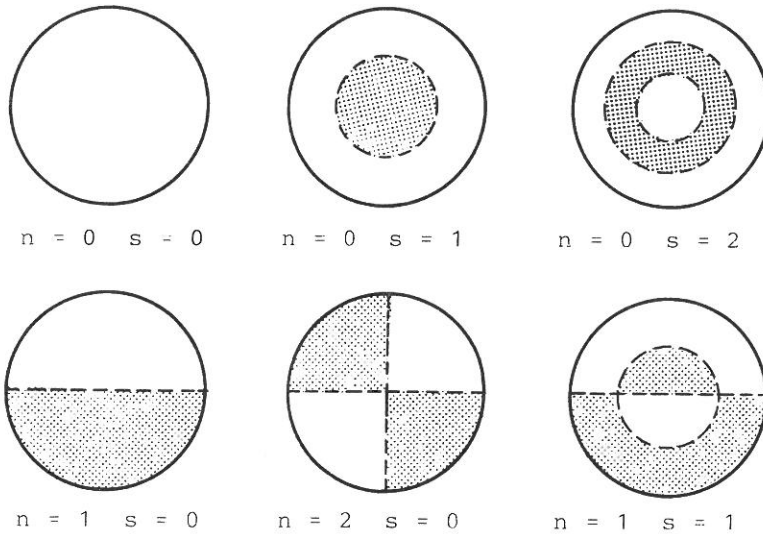 n = 0 s = 0
n = 0 s = 1
n = 0 s = 2
n = 1 s = 0
n = 2 s = 0
n = 1 s = 1